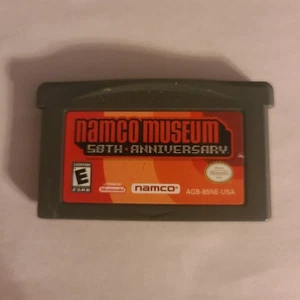 namco museum
50TH ANNIVERSARY
E
Nintendo
namco
AGB-B5NE-USA